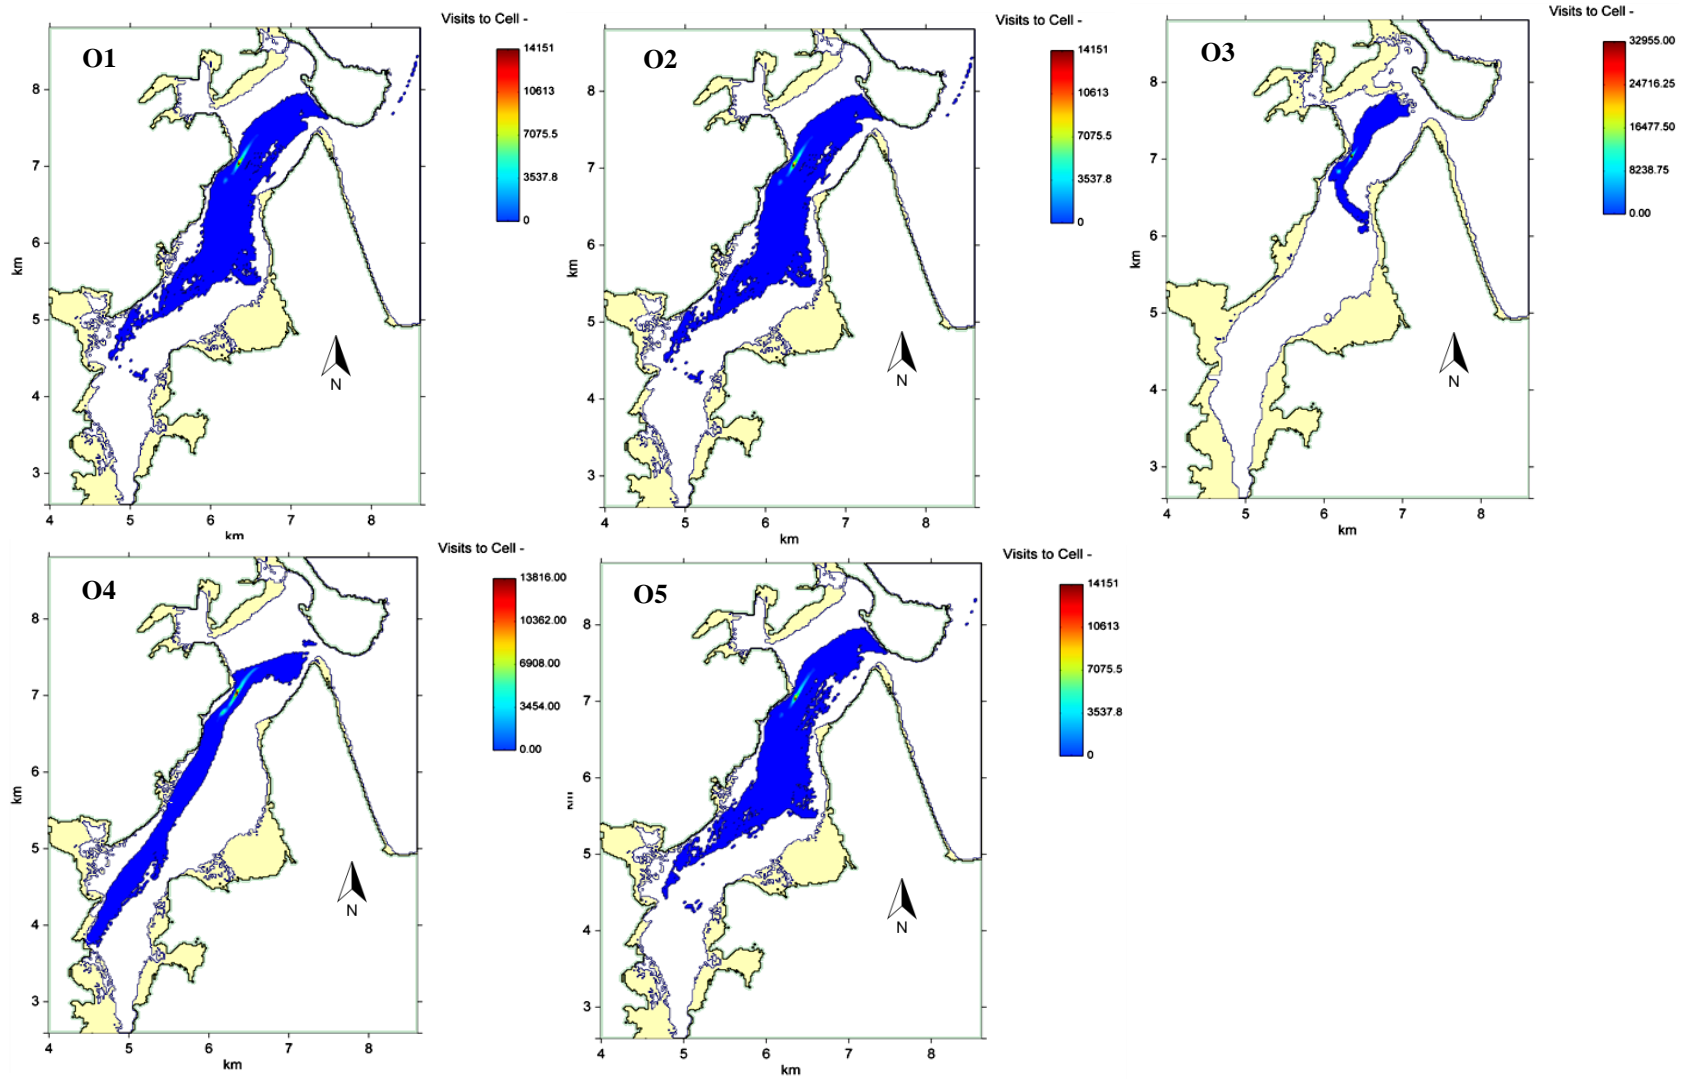 Visits to Cell -
O1
14151
10613
7075.5
3537.8
0
8
7
6
5
4
3
km
N
4 5 6 7 8
km
Visits to Cell -
O2
14151
10613
7075.5
3537.8
0
8
7
6
5
4
3
km
N
4 5 6 7 8
km
Visits to Cell -
O3
32955.00
24716.25
16477.50
8238.75
0.00
8
7
6
5
4
3
km
N
4 5 6 7 8
km
Visits to Cell -
O4
13816.00
10362.00
6908.00
3454.00
0.00
8
7
6
5
4
3
km
N
4 5 6 7 8
km
Visits to Cell -
O5
14151
10613
7075.5
3537.8
0
8
7
6
5
4
3
km
N
4 5 6 7 8
km